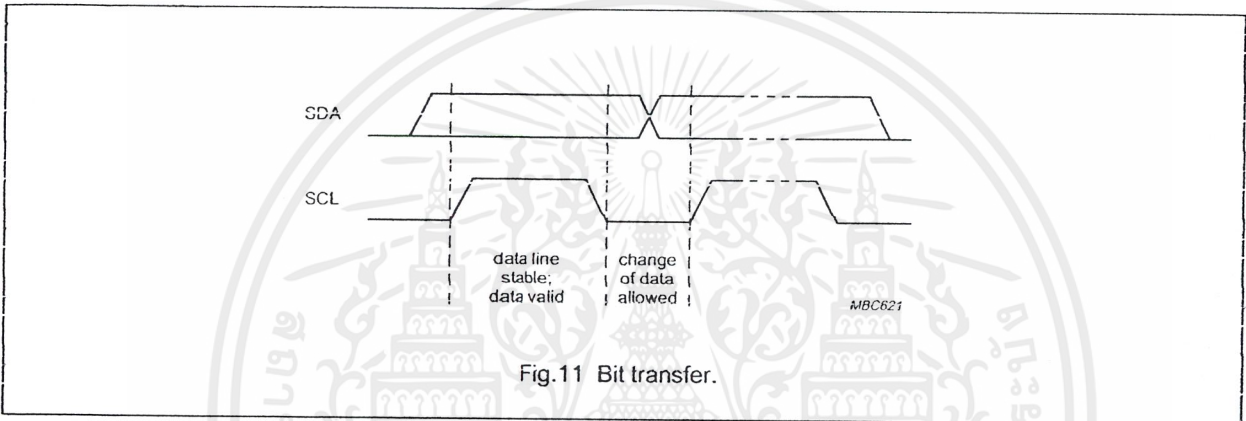 SDA
SCL
data line
stable;
data valid
change
of data
allowed
MBC621
Fig.11 Bit transfer.